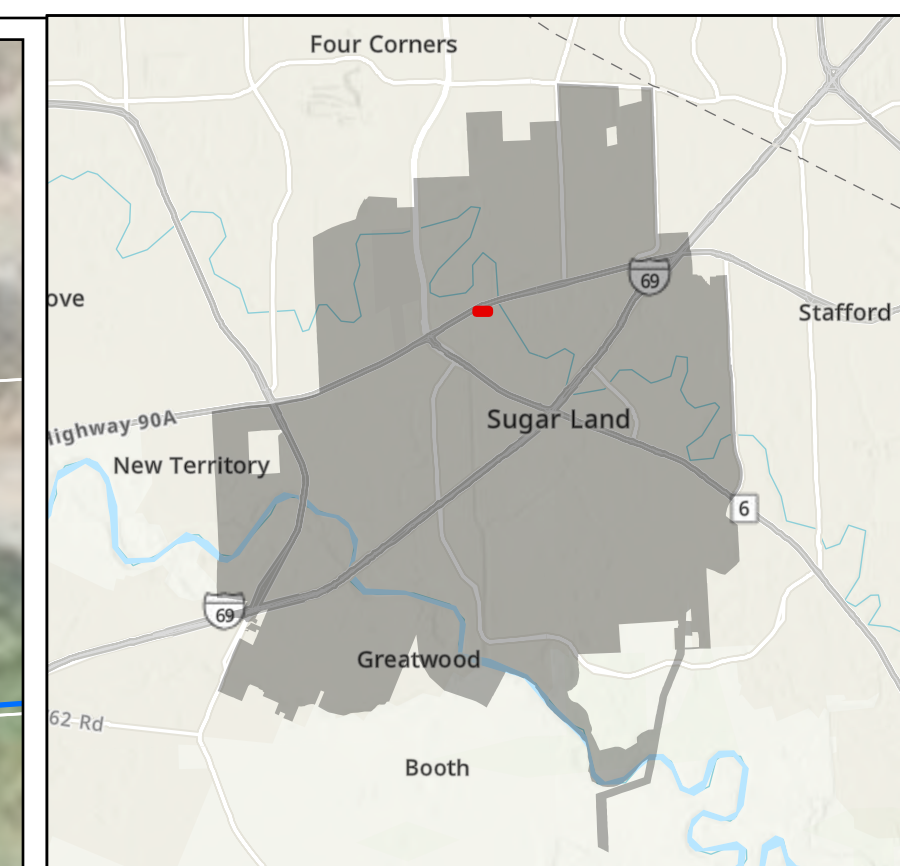 Four Corners
ove
69
Stafford
Highway 90A
Sugar Land
New Territory
6
69
Greatwood
62 Rd
Booth